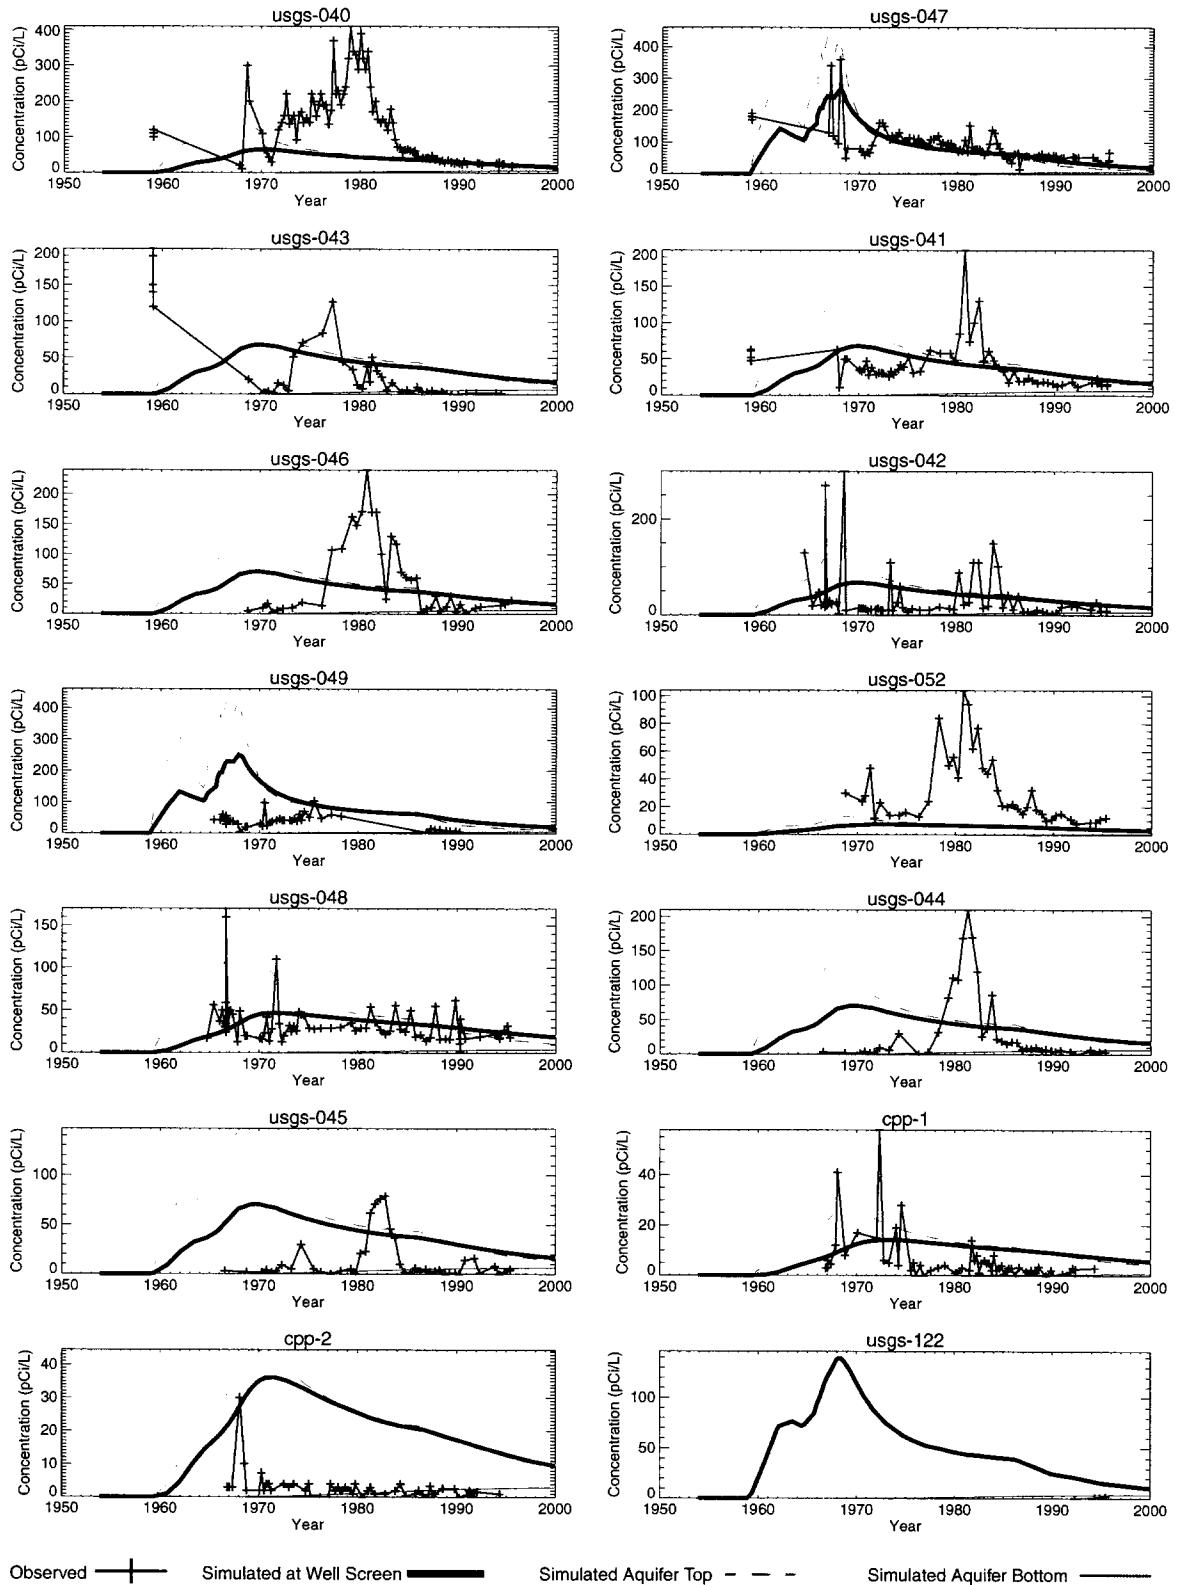 usgs-040
Concentration (pCi/L)
400
300
200
100
0
1950 1960 1970 1980 1990 2000
Year
usgs-047
Concentration (pCi/L)
400
300
200
100
0
1950 1960 1970 1980 1990 2000
Year
usgs-043
Concentration (pCi/L)
200
150
100
50
0
1950 1960 1970 1980 1990 2000
Year
usgs-041
Concentration (pCi/L)
200
150
100
50
0
1950 1960 1970 1980 1990 2000
Year
usgs-046
Concentration (pCi/L)
200
150
100
50
0
1950 1960 1970 1980 1990 2000
Year
usgs-042
Concentration (pCi/L)
200
0
1950 1960 1970 1980 1990 2000
Year
usgs-049
Concentration (pCi/L)
400
300
200
100
0
1950 1960 1970 1980 1990 2000
Year
usgs-052
Concentration (pCi/L)
100
80
60
40
20
0
1950 1960 1970 1980 1990 2000
Year
usgs-048
Concentration (pCi/L)
150
100
50
0
1950 1960 1970 1980 1990 2000
Year
usgs-044
Concentration (pCi/L)
200
150
100
50
0
1950 1960 1970 1980 1990 2000
Year
usgs-045
Concentration (pCi/L)
100
50
0
1950 1960 1970 1980 1990 2000
Year
cpp-1
Concentration (pCi/L)
40
20
0
1950 1960 1970 1980 1990 2000
Year
cpp-2
Concentration (pCi/L)
40
30
20
10
0
1950 1960 1970 1980 1990 2000
Year
usgs-122
Concentration (pCi/L)
100
50
0
1950 1960 1970 1980 1990 2000
Year
Observed Simulated at Well Screen Simulated Aquifer Top Simulated Aquifer Bottom